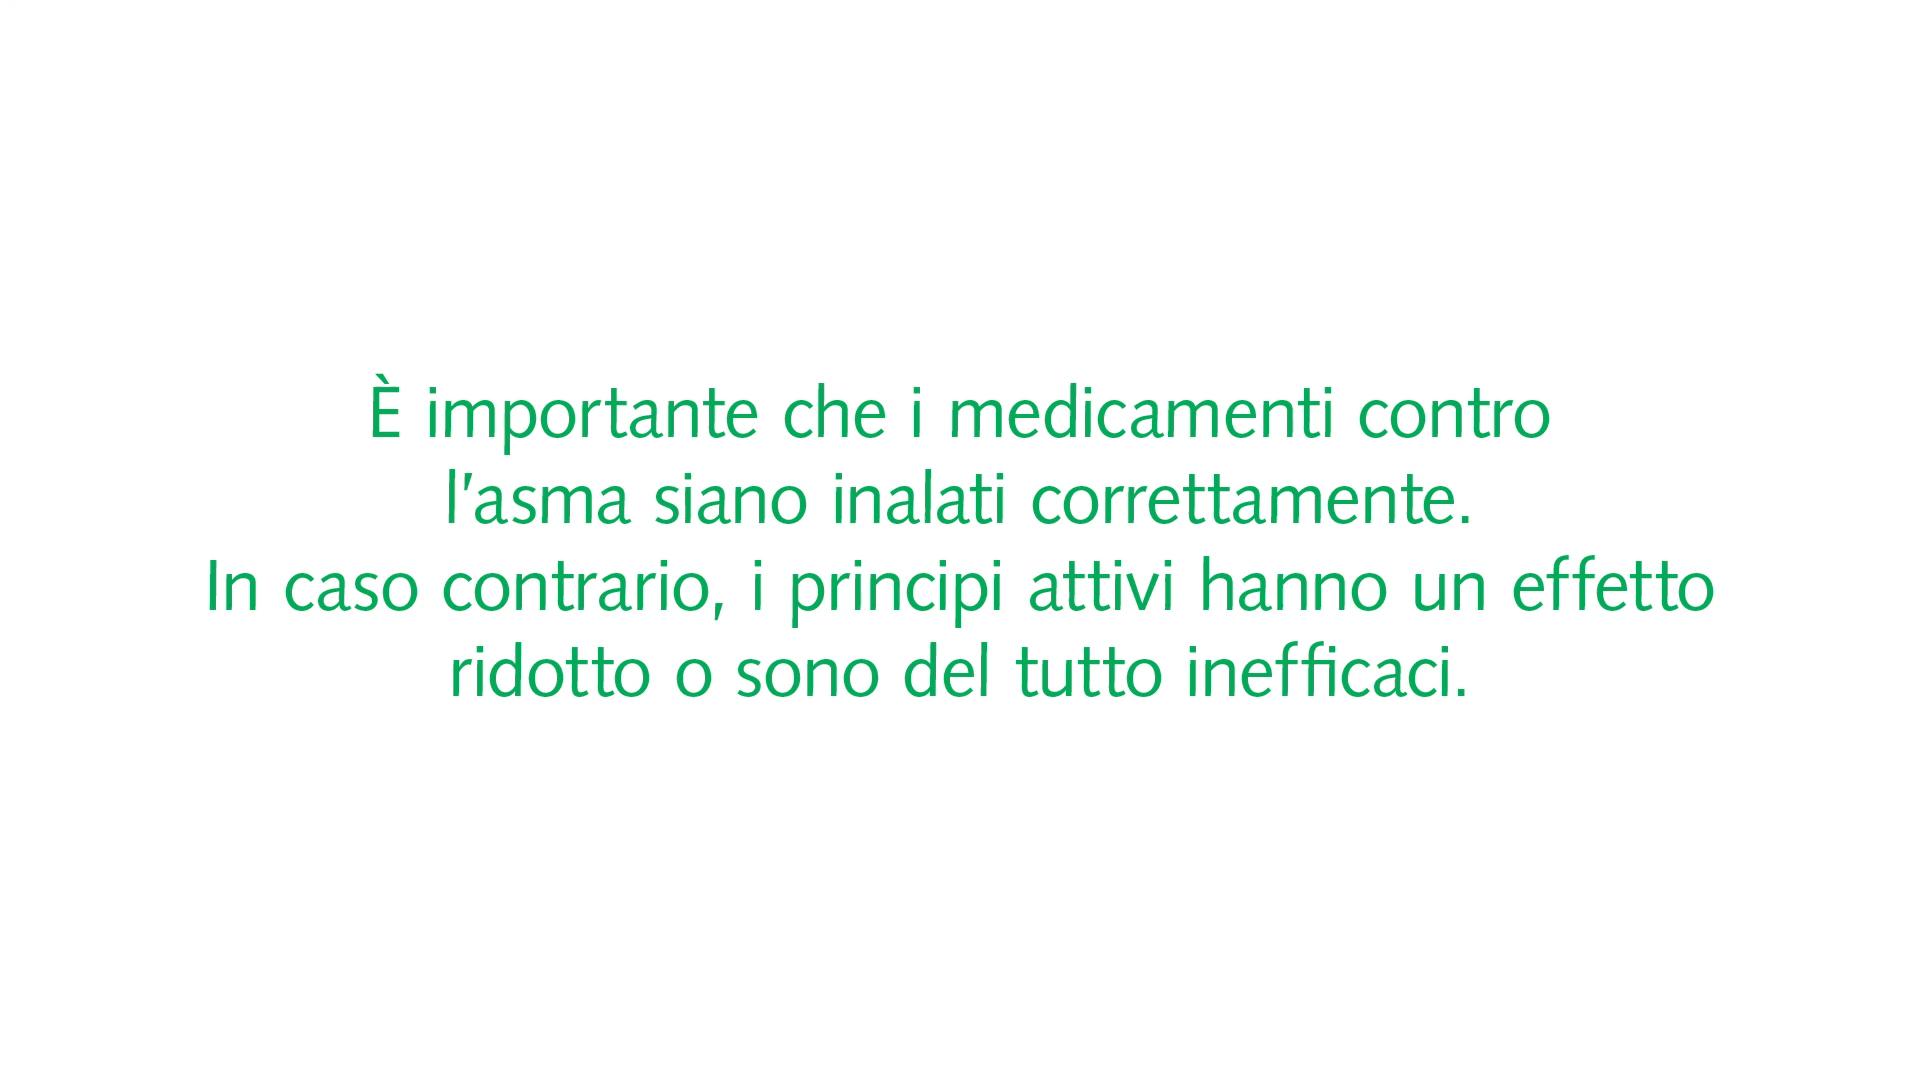 È importante che i medicamenti contro
l'asma siano inalati correttamente.
In caso contrario, i principi attivi hanno un effetto
ridotto o sono del tutto inefficaci.